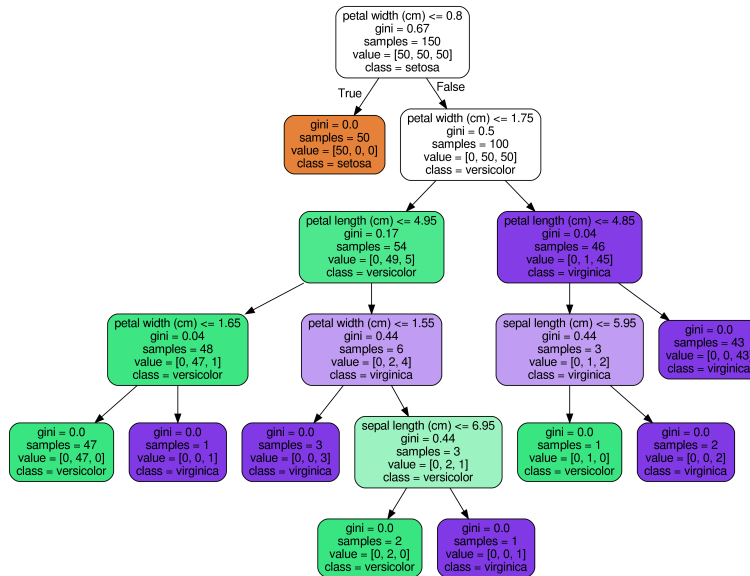 petal width (cm) <= 0.8
gini = 0.67
samples = 150
value = [50, 50, 50]
class = setosa
True
False
gini = 0.0
samples = 50
value = [50, 0, 0]
class = setosa
petal width (cm) <= 1.75
gini = 0.5
samples = 100
value = [0, 50, 50]
class = versicolor
petal length (cm) <= 4.95
gini = 0.17
samples = 54
value = [0, 49, 5]
class = versicolor
petal length (cm) <= 4.85
gini = 0.04
samples = 46
value = [0, 1, 45]
class = virginica
petal width (cm) <= 1.65
gini = 0.04
samples = 48
value = [0, 47, 1]
class = versicolor
petal width (cm) <= 1.55
gini = 0.44
samples = 6
value = [0, 2, 4]
class = virginica
sepal length (cm) <= 5.95
gini = 0.44
samples = 3
value = [0, 1, 2]
class = virginica
gini = 0.0
samples = 43
value = [0, 0, 43]
class = virginica
gini = 0.0
samples = 47
value = [0, 47, 0]
class = versicolor
gini = 0.0
samples = 1
value = [0, 0, 1]
class = virginica
gini = 0.0
samples = 3
value = [0, 0, 3]
class = virginica
sepal length (cm) <= 6.95
gini = 0.44
samples = 3
value = [0, 2, 1]
class = versicolor
gini = 0.0
samples = 1
value = [0, 1, 0]
class = versicolor
gini = 0.0
samples = 2
value = [0, 0, 2]
class = virginica
gini = 0.0
samples = 2
value = [0, 2, 0]
class = versicolor
gini = 0.0
samples = 1
value = [0, 0, 1]
class = virginica